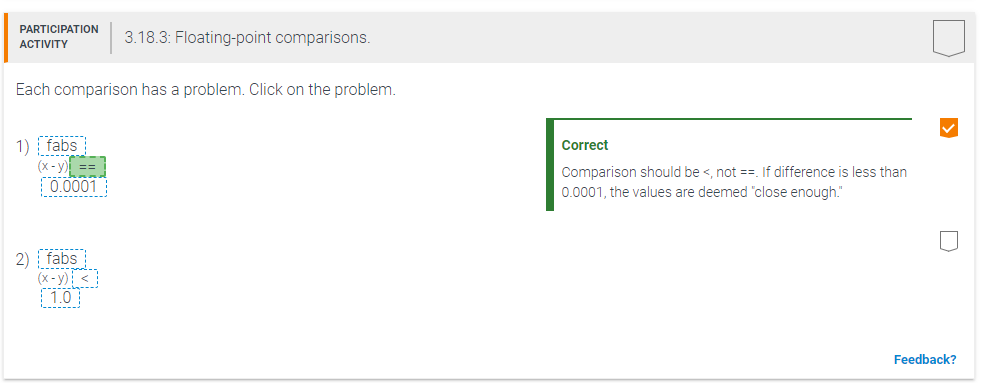 PARTICIPATION
ACTIVITY
3.18.3: Floating-point comparisons.
Each comparison has a problem. Click on the problem.
1) fabs
(x - y) ==
0.0001
Correct
Comparison should be <, not ==. If difference is less than
0.0001, the values are deemed "close enough."
2) fabs
(x - y) <
1.0
Feedback?